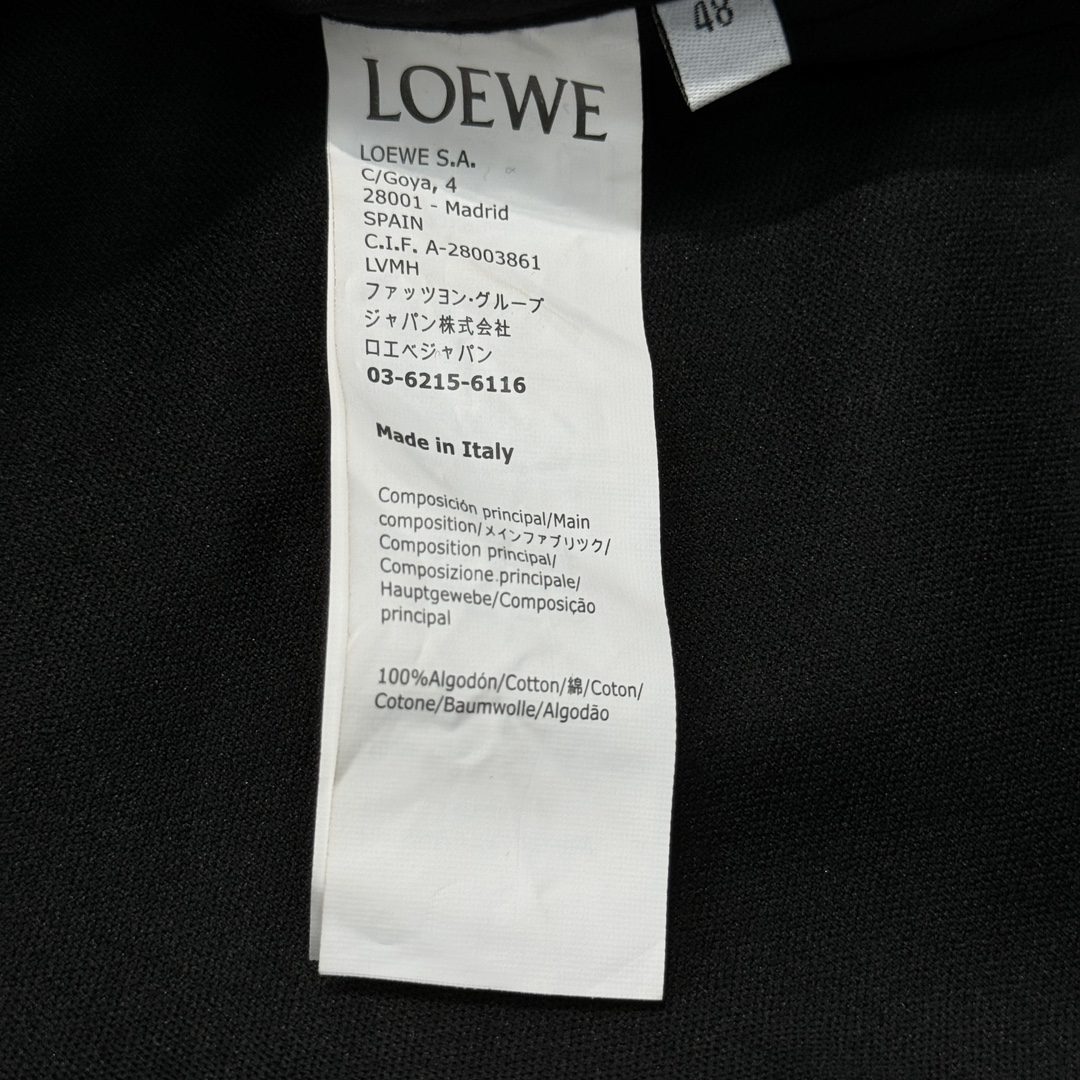 48
LOEWE
LOEWE S.A.
C/Goya, 4
28001 - Madrid
SPAIN
C.I.F. A-28003861
LVMH
ファッツヨン・グループ
ジャパン株式会社
ロエベジャパン
03-6215-6116
Made in Italy
Composición principal/Main
composition/メインファブリツク/
Composition principal/
Composizione principale/
Hauptgewebe/Composição
principal
100%Algodón/Cotton/綿/Coton/
Cotone/Baumwolle/Algodão